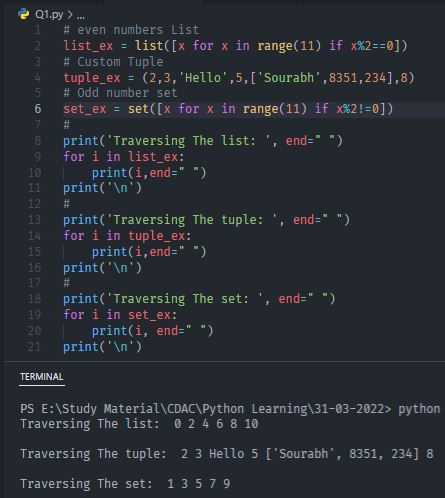 Q1.py > ...
1 # even numbers List
2 list_ex = list([x for x in range(11) if x%2==0])
3 # Custom Tuple
4 tuple_ex = (2,3,'Hello',5,['Sourabh',8351,234],8)
5 # Odd number set
6 set_ex = set([x for x in range(11) if x%2!=0])
7 #
8 print('Traversing The list: ', end=" ")
9 for i in list_ex:
10     print(i,end=" ")
11 print('\n')
12 #
13 print('Traversing The tuple: ', end=" ")
14 for i in tuple_ex:
15     print(i,end=" ")
16 print('\n')
17 #
18 print('Traversing The set: ', end=" ")
19 for i in set_ex:
20     print(i, end=" ")
21 print('\n')
TERMINAL
PS E:\Study Material\CDAC\Python Learning\31-03-2022> python
Traversing The list:  0 2 4 6 8 10
Traversing The tuple:  2 3 Hello 5 ['Sourabh', 8351, 234] 8
Traversing The set:  1 3 5 7 9